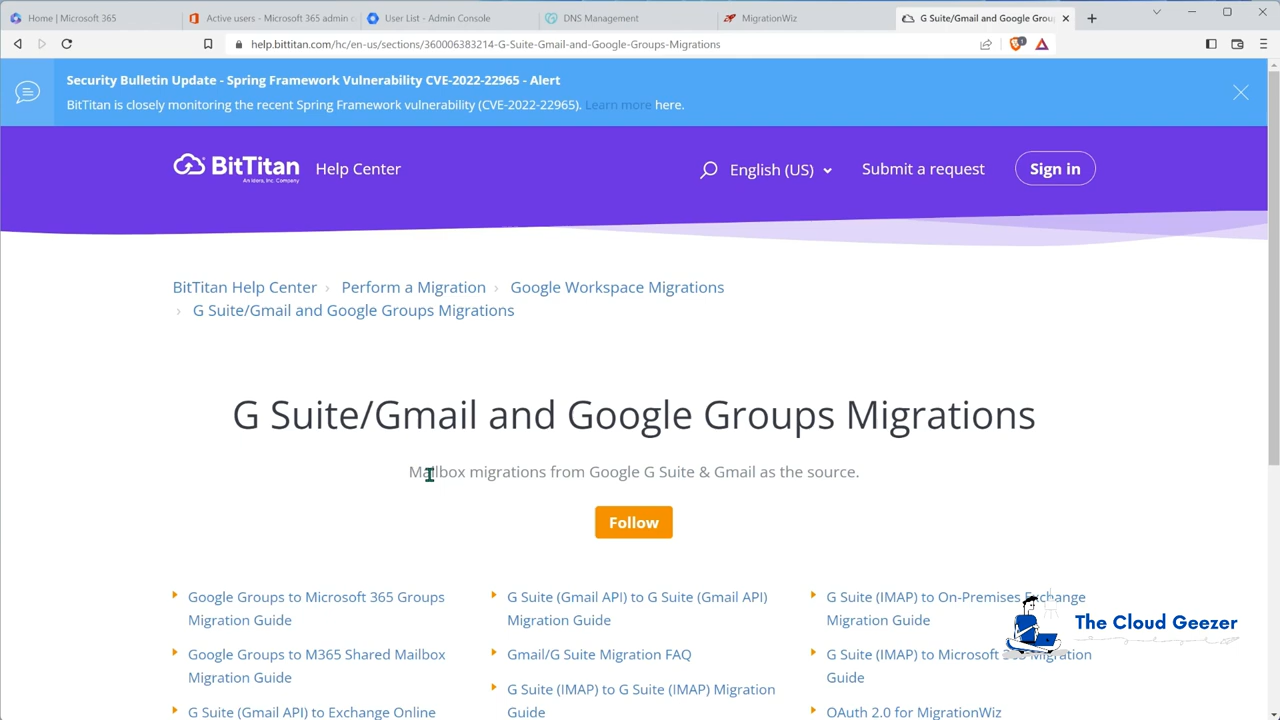 Home | Microsoft 365
Active users - Microsoft 365 admin c
User List - Admin Console
DNS Management
MigrationWiz
G Suite/Gmail and Google Grou
help.bittitan.com/hc/en-us/sections/360006383214-G-Suite-Gmail-and-Google-Groups-Migrations
1
Security Bulletin Update - Spring Framework Vulnerability CVE-2022-22965 - Alert
BitTitan is closely monitoring the recent Spring Framework vulnerability (CVE-2022-22965). Learn more here.
BitTitan
An Idera, Inc. Company
Help Center
English (US)
Submit a request
Sign in
BitTitan Help Center › Perform a Migration › Google Workspace Migrations
› G Suite/Gmail and Google Groups Migrations
G Suite/Gmail and Google Groups Migrations
Mailbox migrations from Google G Suite & Gmail as the source.
Follow
Google Groups to Microsoft 365 Groups
Migration Guide
Google Groups to M365 Shared Mailbox
Migration Guide
G Suite (Gmail API) to Exchange Online
G Suite (Gmail API) to G Suite (Gmail API)
Migration Guide
Gmail/G Suite Migration FAQ
G Suite (IMAP) to G Suite (IMAP) Migration
Guide
G Suite (IMAP) to On-Premises Exchange
Migration Guide
G Suite (IMAP) to Microsoft 365 Migration
Guide
OAuth 2.0 for MigrationWiz
The Cloud Geezer